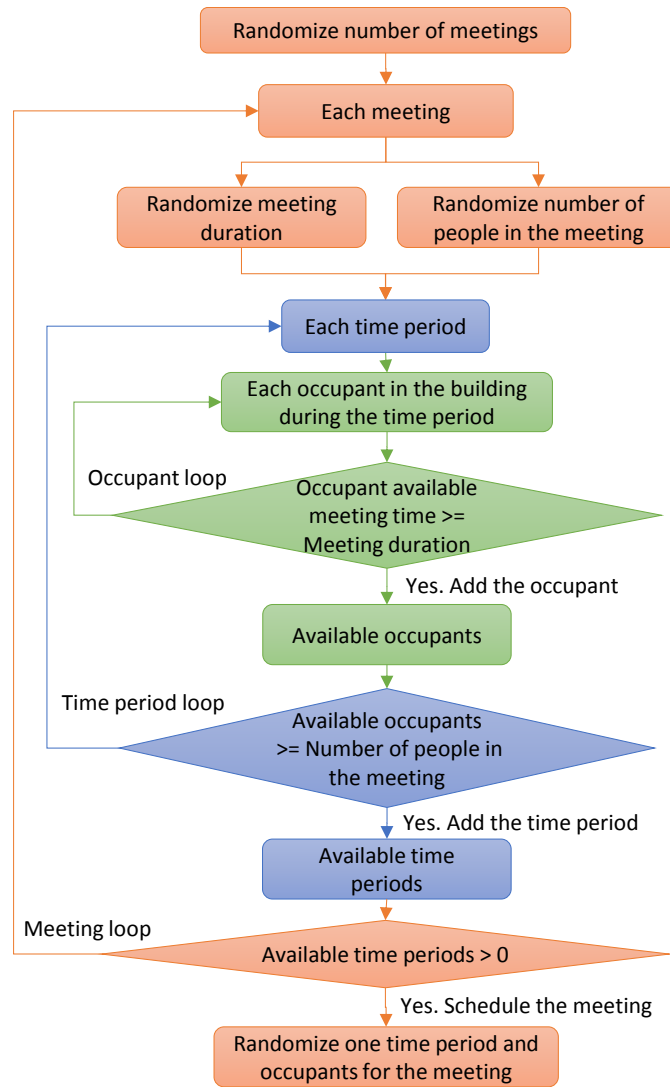 Randomize number of meetings
Each meeting
Randomize meeting
duration
Randomize number of
people in the meeting
Each time period
Each occupant in the building
during the time period
Occupant loop
Occupant available
meeting time >=
Meeting duration
Yes. Add the occupant
Available occupants
Time period loop
Available occupants
>= Number of people in
the meeting
Yes. Add the time period
Available time
periods
Meeting loop
Available time periods > 0
Yes. Schedule the meeting
Randomize one time period and
occupants for the meeting